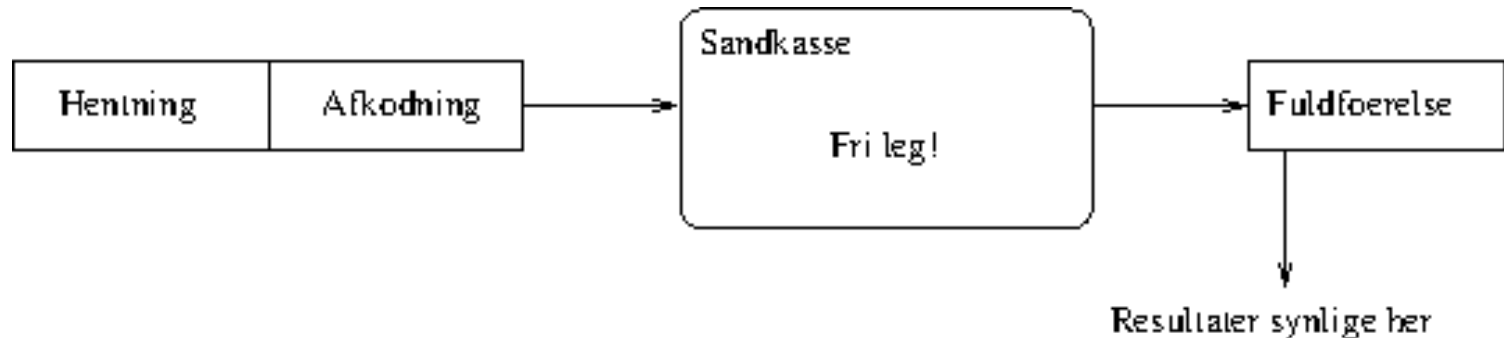 Hentning
Afkodning
Sandkasse
Fri leg!
Fuldfoerelse
Resultater synlige her